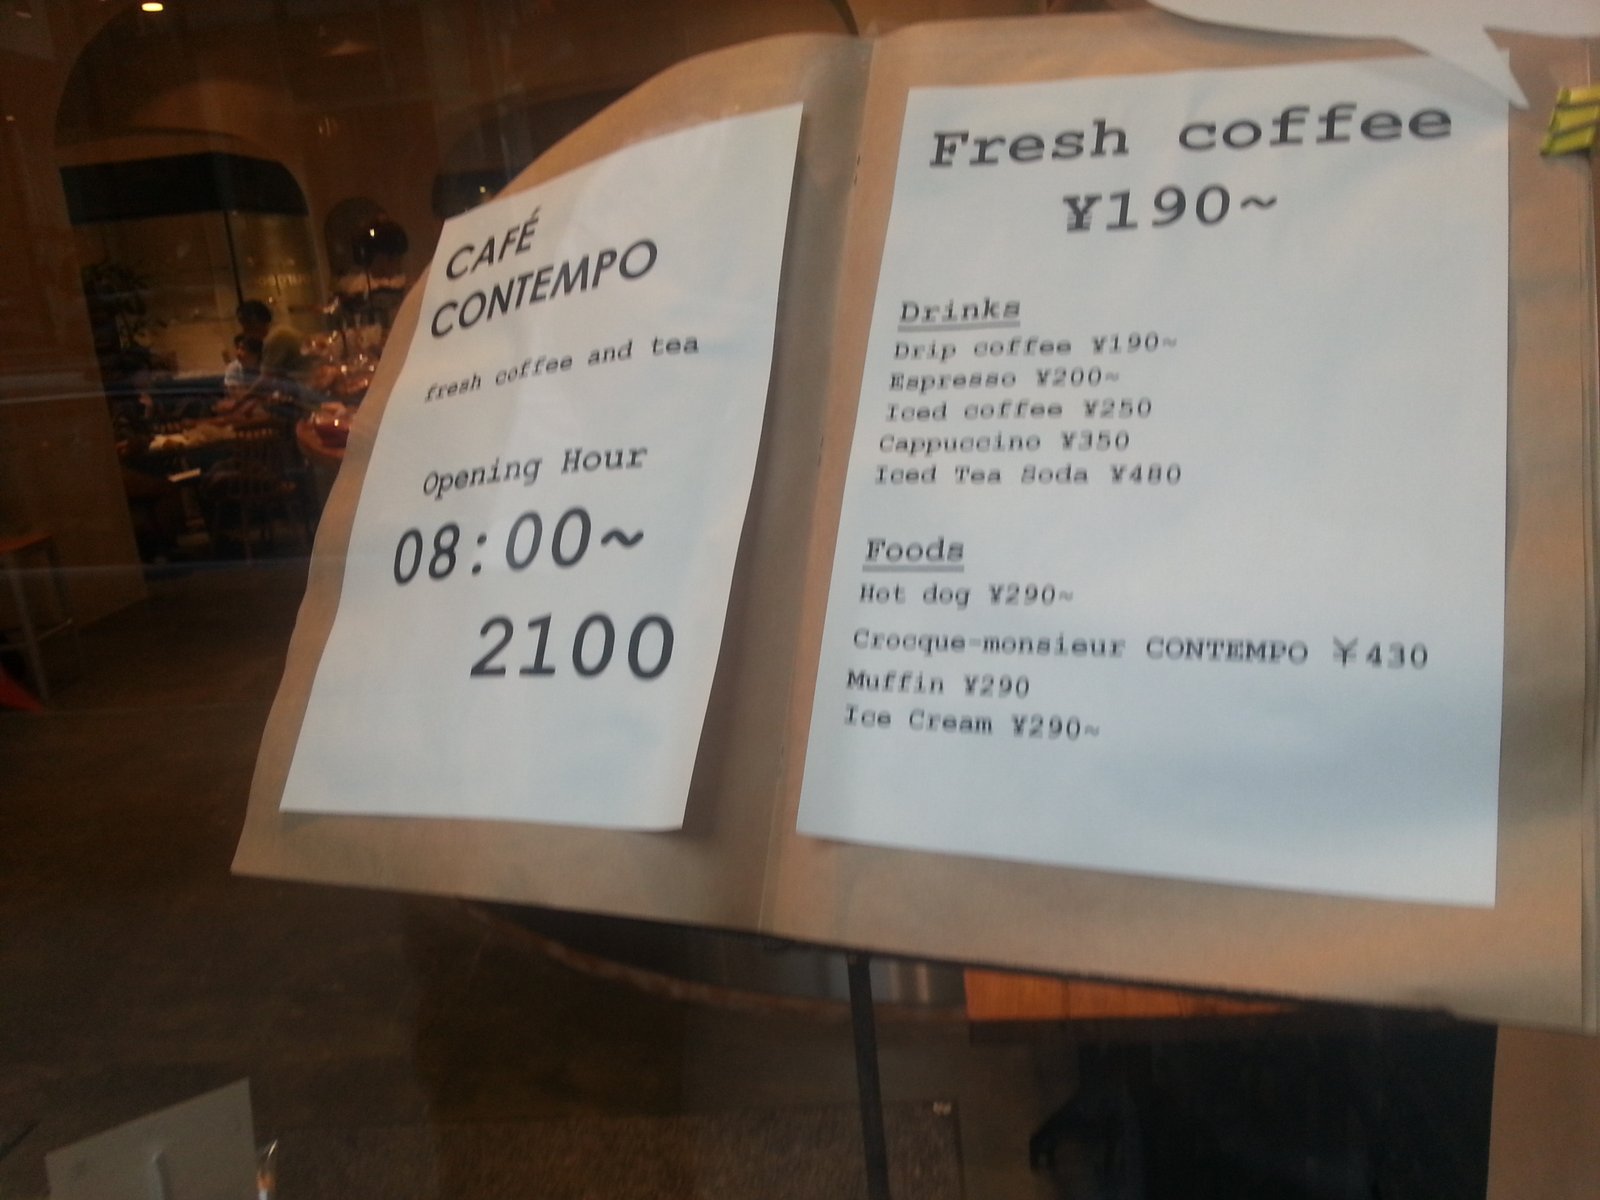 CAFÉ
CONTEMPO
fresh coffee and tea
Opening Hour
08:00~
2100
Fresh coffee
¥190~
Drinks
Drip coffee ¥190~
Espresso ¥200~
Iced coffee ¥250
Cappuccino ¥350
Iced Tea Soda ¥480
Foods
Hot dog ¥290~
Crocque-monsieur CONTEMPO ¥430
Muffin ¥290
Ice Cream ¥290~